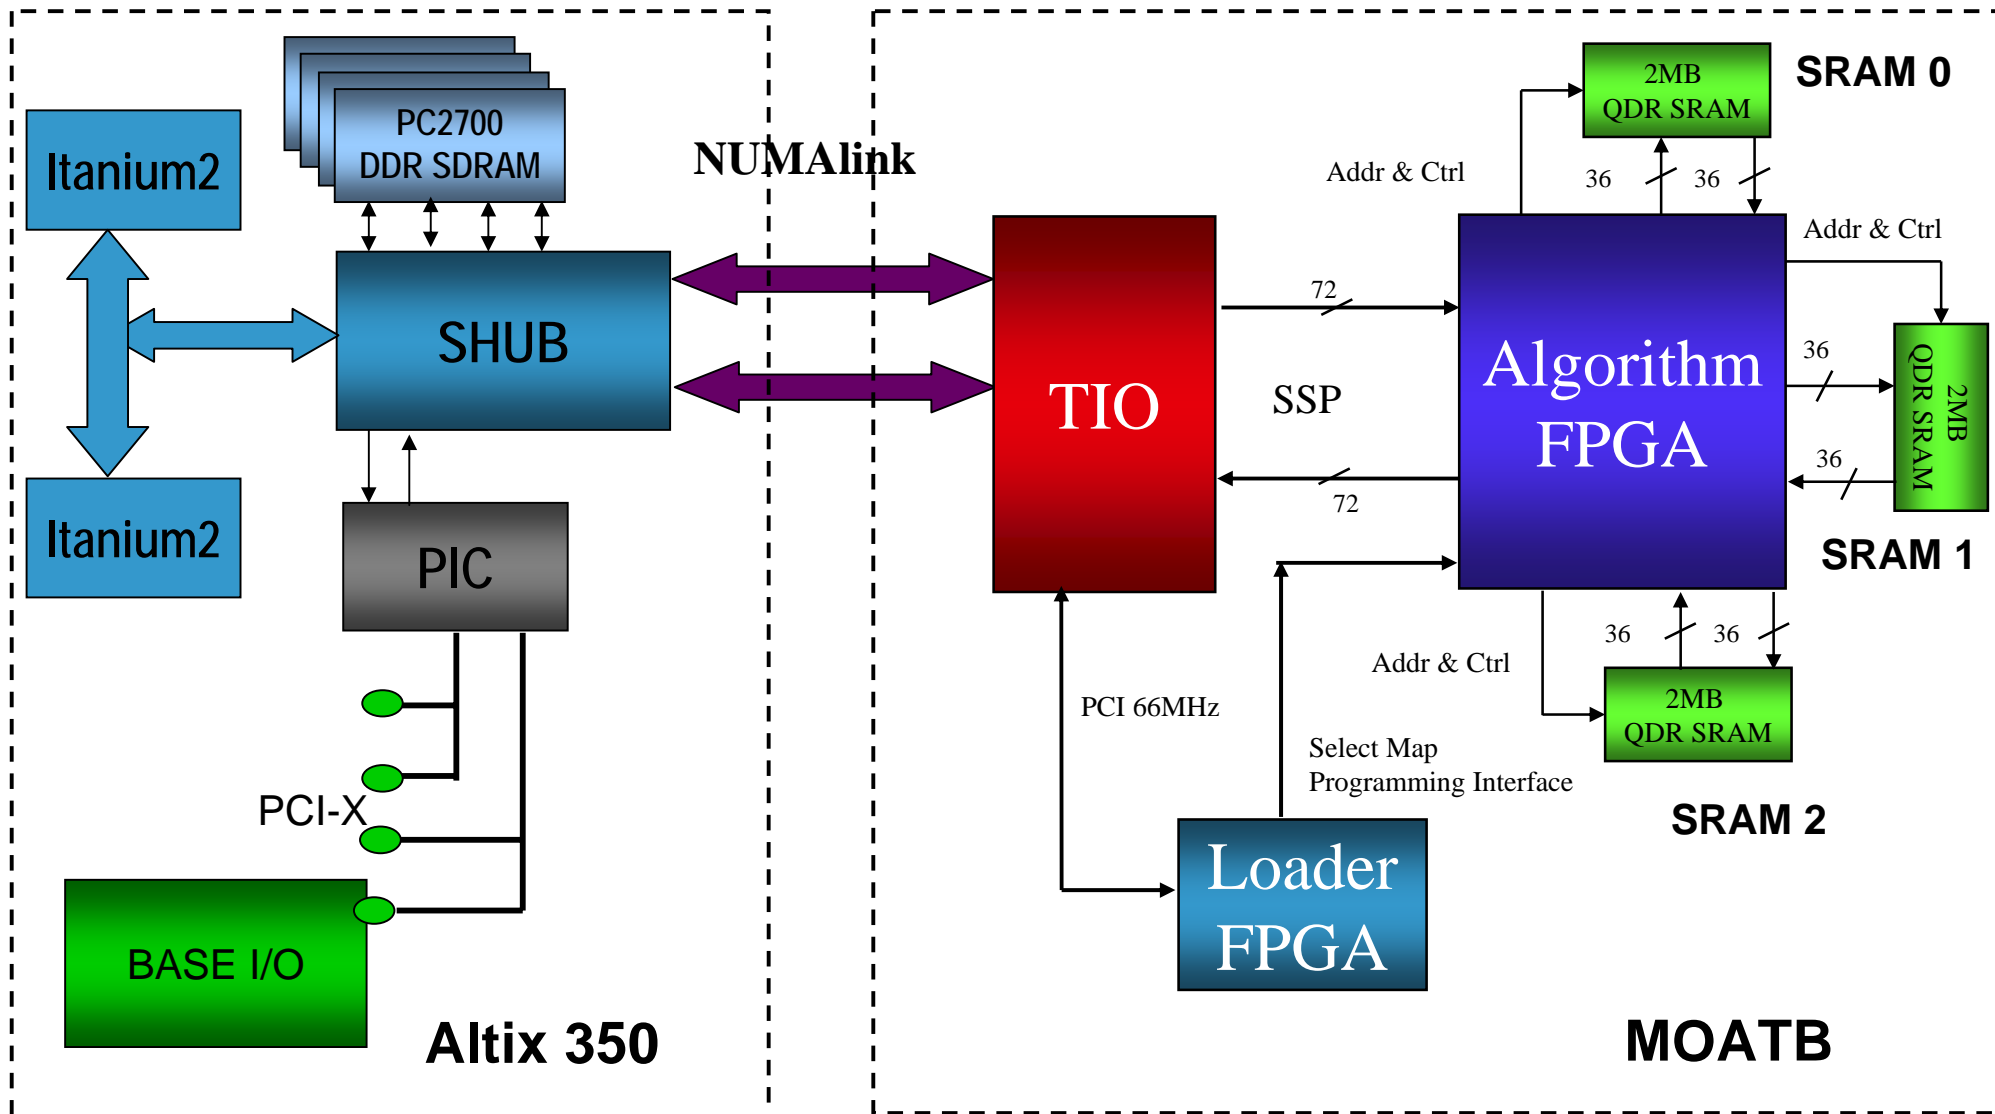 Itanium2
PC2700
DDR SDRAM
NUMAlink
SHUB
Itanium2
PIC
PCI-X
BASE I/O
Altix 350
2MB
QDR SRAM
SRAM 0
Addr & Ctrl
36
36
Addr & Ctrl
72
TIO
SSP
72
Algorithm
FPGA
36
36
2MB
QDR SRAM
SRAM 1
36
36
Addr & Ctrl
2MB
QDR SRAM
SRAM 2
PCI 66MHz
Select Map
Programming Interface
Loader
FPGA
MOATB